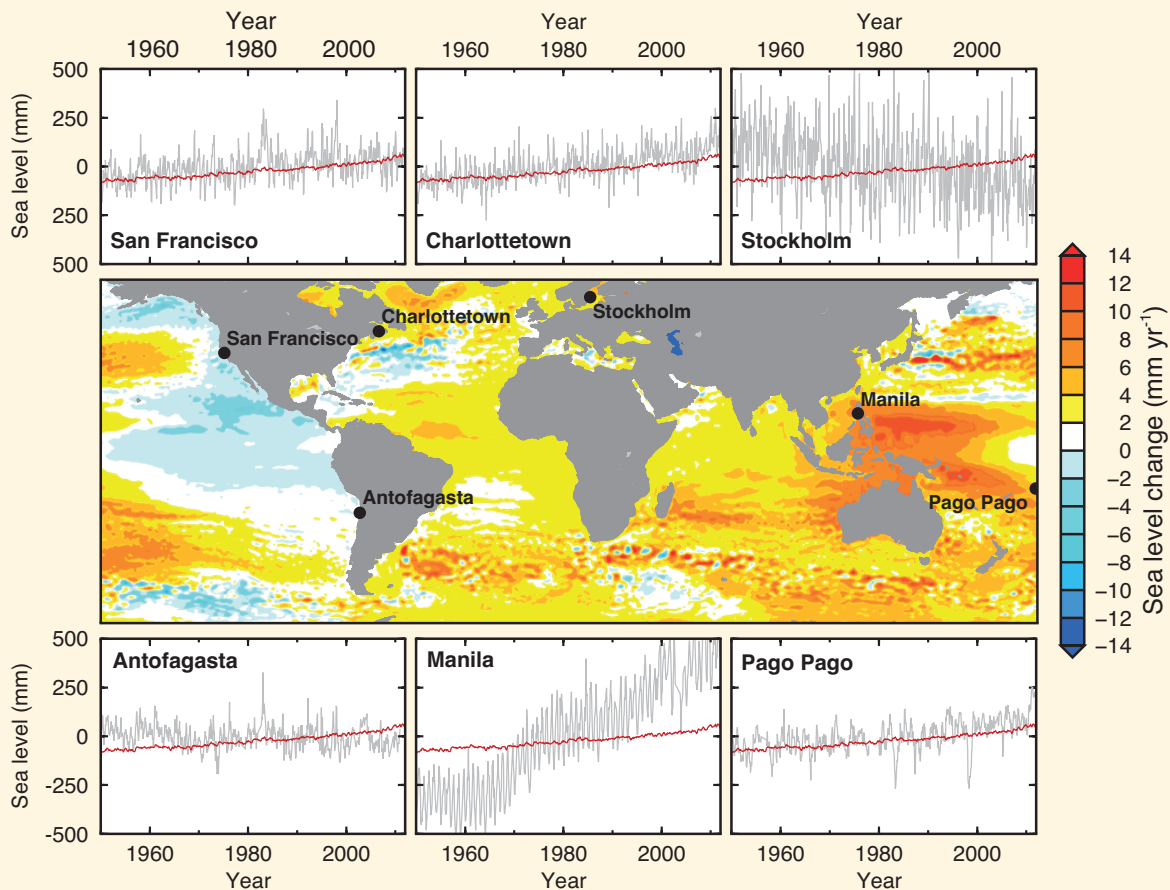 Year
Year
1960 1980 2000
1960 1980 2000
1960 1980 2000
Sea level (mm)
500
250
0
250
500
San Francisco
Charlottetown
Stockholm
San Francisco
Charlottetown
Stockholm
Manila
Antofagasta
Pago Pago
14
12
10
8
6
4
2
0
−2
−4
−6
−8
−10
−12
−14
Sea level change (mm yr-1)
Sea level (mm)
500
250
0
-250
-500
Antofagasta
Manila
Pago Pago
1960 1980 2000
1960 1980 2000
1960 1980 2000
Year
Year
Year